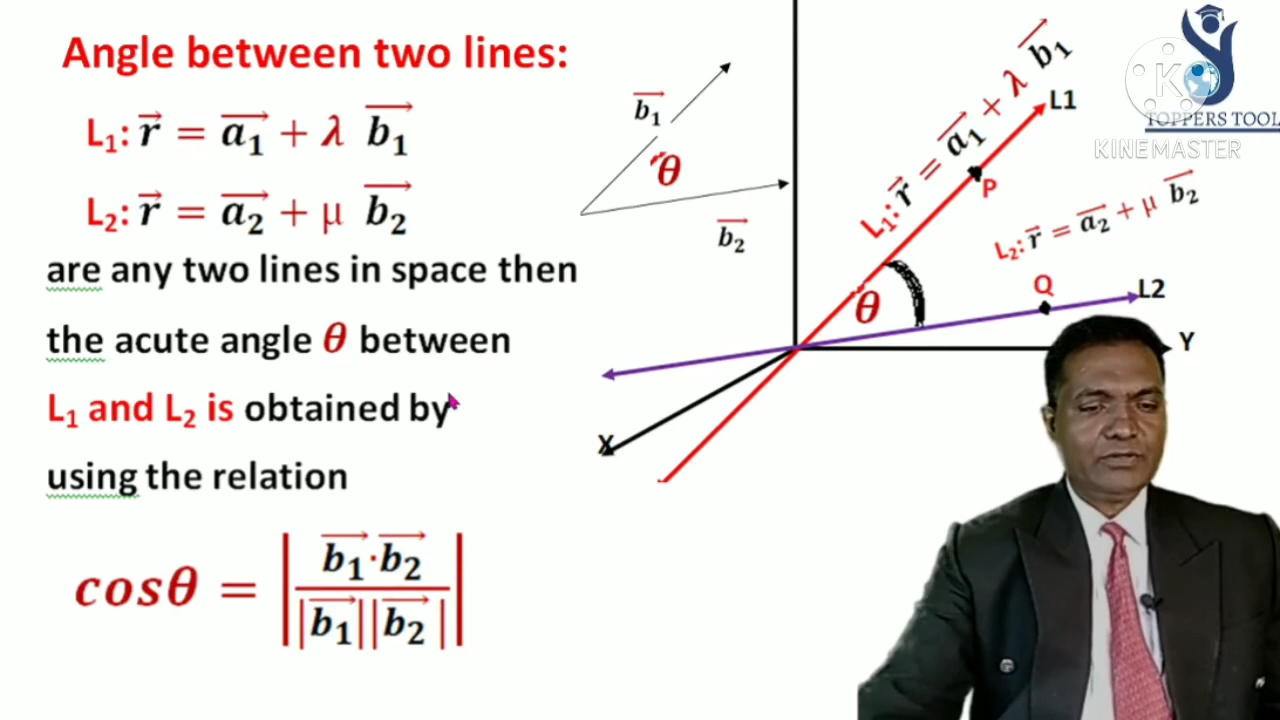 Angle between two lines:
L₁: r⃗ = a₁⃗ + λ b₁⃗
L₂: r⃗ = a₂⃗ + μ b₂⃗
are any two lines in space then
the acute angle θ between
L₁ and L₂ is obtained by
using the relation
cosθ = | b₁⃗·b₂⃗ / |b₁⃗||b₂⃗| |
b₁⃗
θ
b₂⃗
L₁: r⃗ = a₁⃗ + λ b₁⃗
L1
P
L₂: r⃗ = a₂⃗ + μ b₂⃗
Q
L2
θ
Y
X
K
TOPPERS TOOL
KINEMASTER